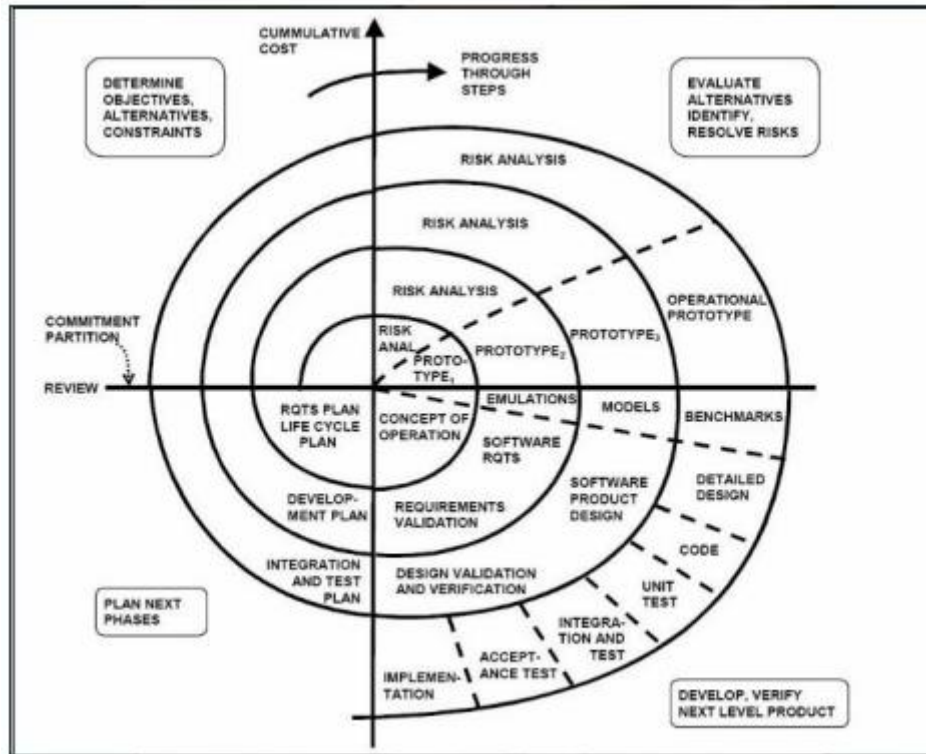 CUMMULATIVE
COST
PROGRESS
THROUGH
STEPS
DETERMINE
OBJECTIVES,
ALTERNATIVES,
CONSTRAINTS
EVALUATE
ALTERNATIVES
IDENTIFY,
RESOLVE RISKS
RISK ANALYSIS
RISK ANALYSIS
RISK ANALYSIS
RISK
ANAL
PROTO-
TYPE1
PROTOTYPE2
PROTOTYPE3
OPERATIONAL
PROTOTYPE
COMMITMENT
PARTITION
REVIEW
RQTS PLAN
LIFE CYCLE
PLAN
CONCEPT OF
OPERATION
EMULATIONS
MODELS
BENCHMARKS
SOFTWARE
RQTS
SOFTWARE
PRODUCT
DESIGN
DETAILED
DESIGN
DEVELOP-
MENT PLAN
REQUIREMENTS
VALIDATION
CODE
INTEGRATION
AND TEST
PLAN
DESIGN VALIDATION
AND VERIFICATION
UNIT
TEST
PLAN NEXT
PHASES
INTEGRA-
TION AND
TEST
ACCEPT-
ANCE TEST
IMPLEMEN-
TATION
DEVELOP, VERIFY
NEXT LEVEL PRODUCT